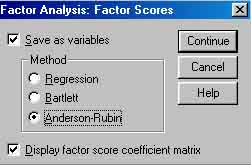 Factor Analysis: Factor Scores
Save as variables
Continue
Method
Cancel
Regression
Help
Bartlett
Anderson-Rubin
Display factor score coefficient matrix